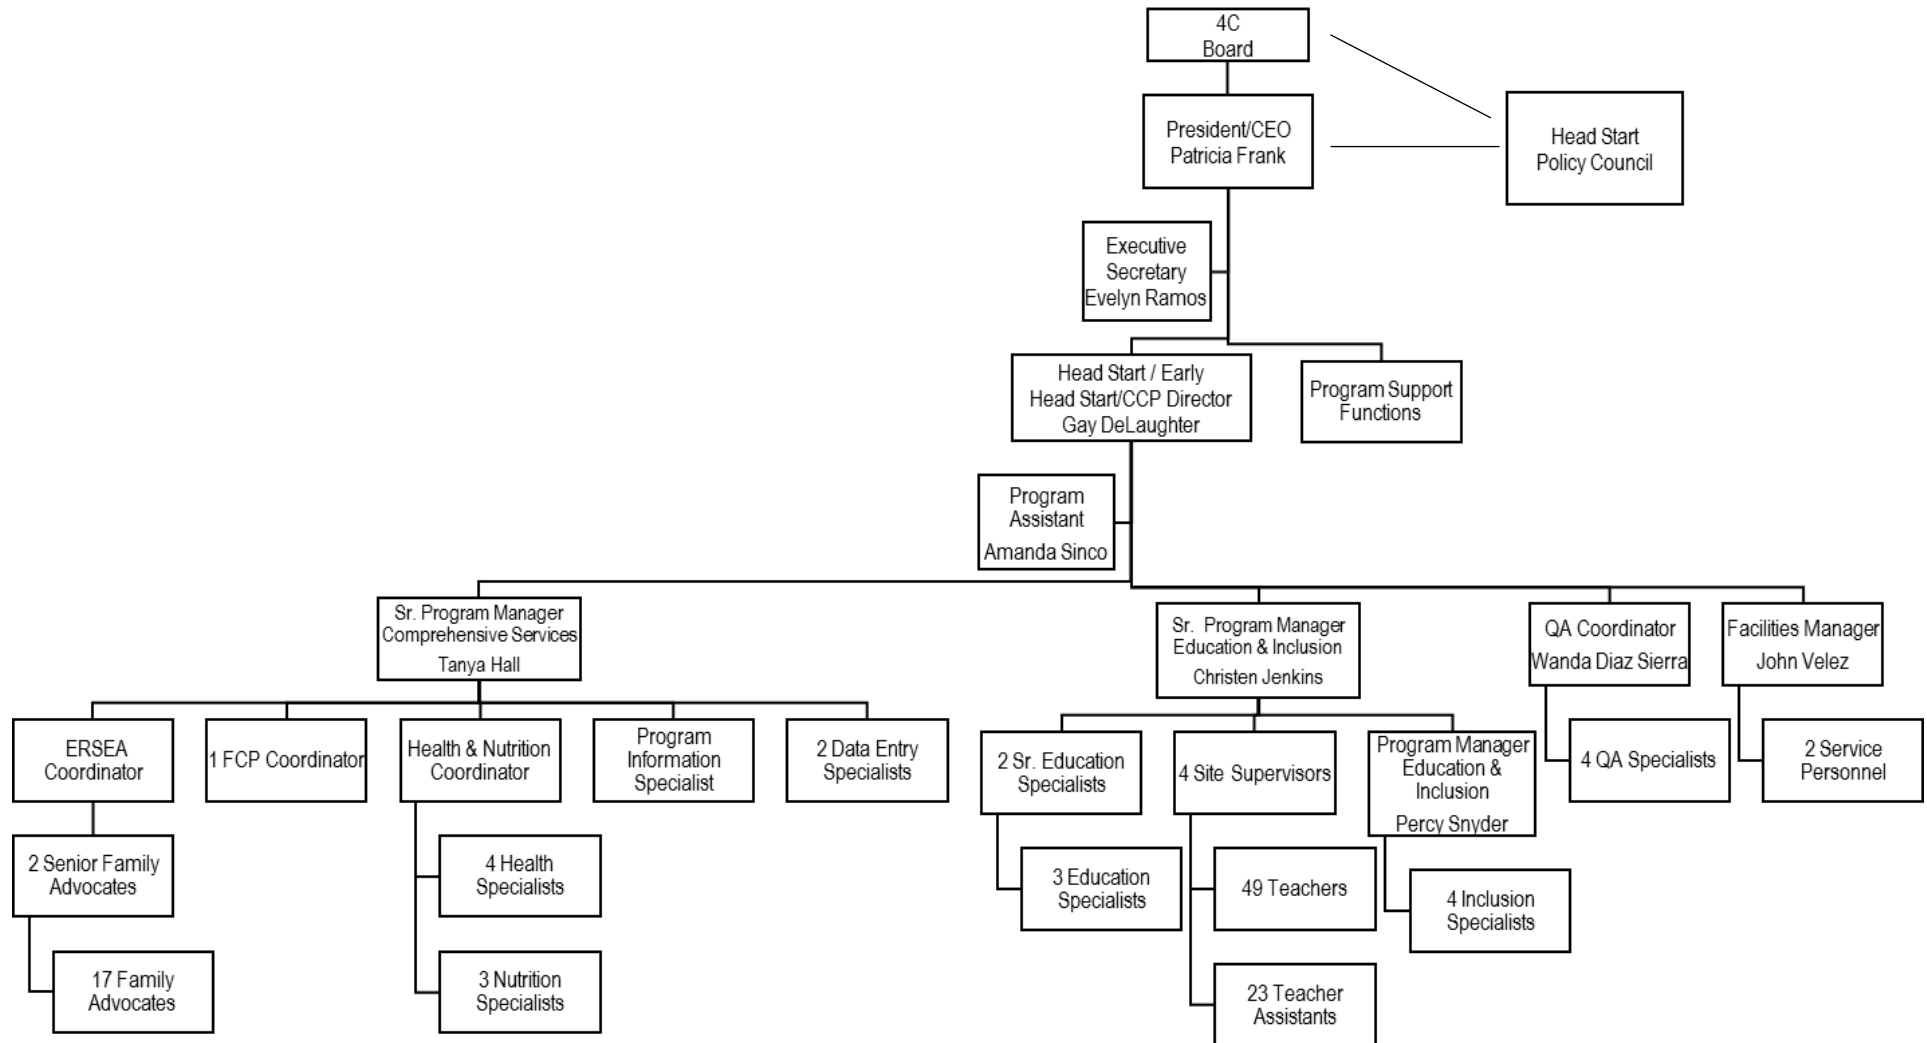 4C
Board
President/CEO
Patricia Frank
Head Start
Policy Council
Executive
Secretary
Evelyn Ramos
Head Start / Early
Head Start/CCP Director
Gay DeLaughter
Program Support
Functions
Program
Assistant
Amanda Sinco
Sr. Program Manager
Comprehensive Services
Tanya Hall
Sr. Program Manager
Education & Inclusion
Christen Jenkins
QA Coordinator
Wanda Diaz Sierra
Facilities Manager
John Velez
ERSEA
Coordinator
1 FCP Coordinator
Health & Nutrition
Coordinator
Program
Information
Specialist
2 Data Entry
Specialists
2 Sr. Education
Specialists
4 Site Supervisors
Program Manager
Education &
Inclusion
Percy Snyder
4 QA Specialists
2 Service
Personnel
2 Senior Family
Advocates
4 Health
Specialists
3 Education
Specialists
49 Teachers
4 Inclusion
Specialists
17 Family
Advocates
3 Nutrition
Specialists
23 Teacher
Assistants